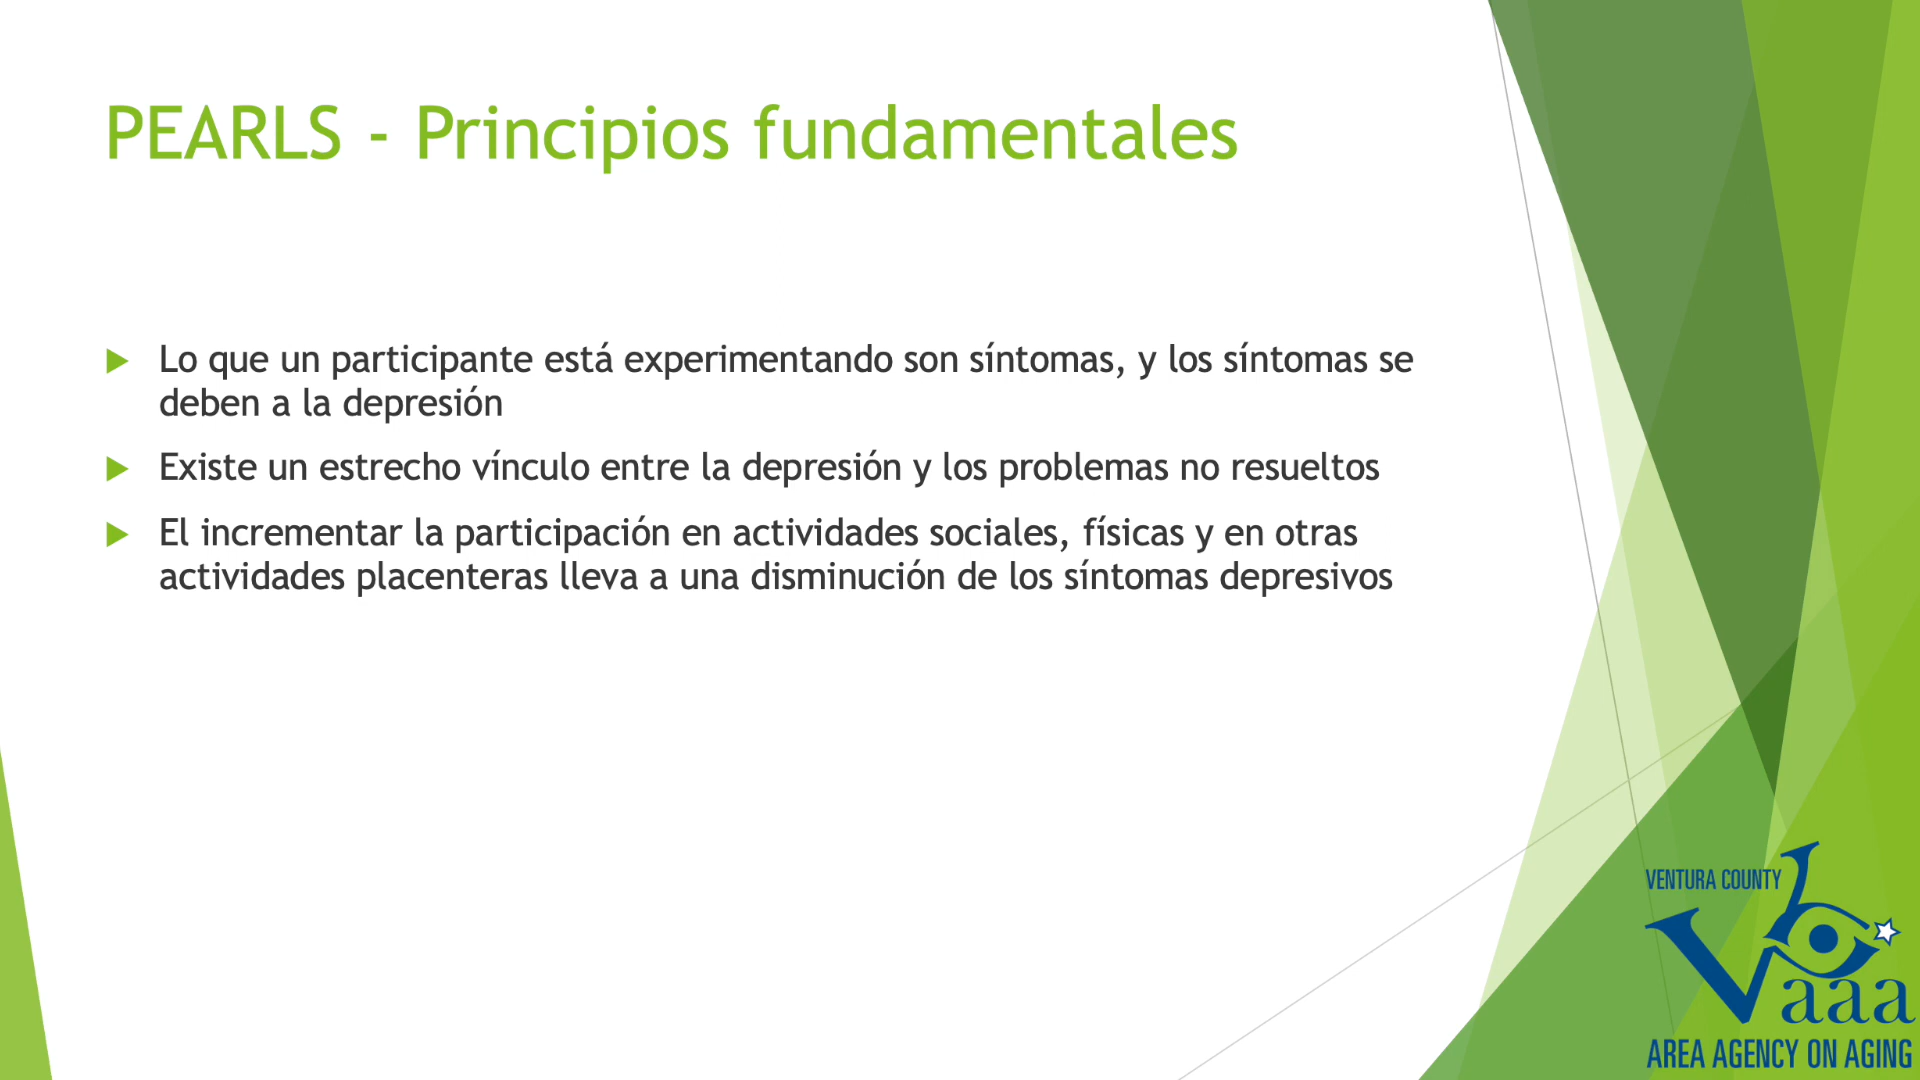 PEARLS - Principios fundamentales
Lo que un participante está experimentando son síntomas, y los síntomas se
deben a la depresión
Existe un estrecho vínculo entre la depresión y los problemas no resueltos
El incrementar la participación en actividades sociales, físicas y en otras
actividades placenteras lleva a una disminución de los síntomas depresivos
VENTURA COUNTY
Vcaaa
AREA AGENCY ON AGING